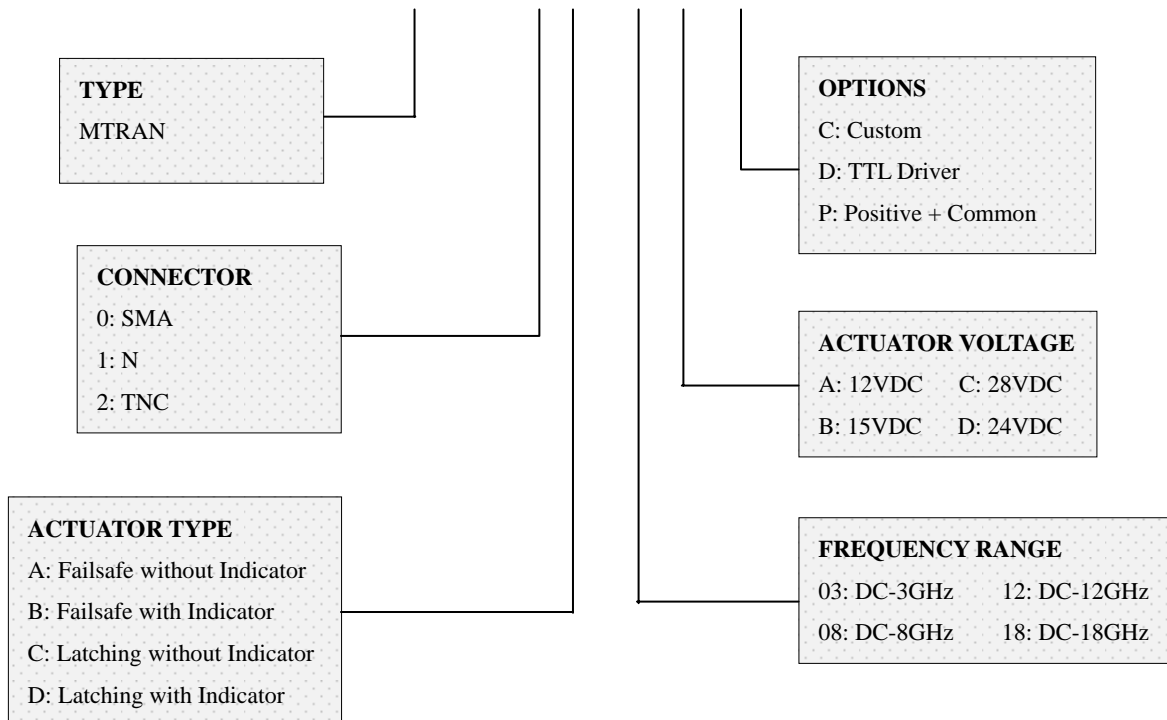 TYPE
MTRAN
CONNECTOR
0: SMA
1: N
2: TNC
ACTUATOR TYPE
A: Failsafe without Indicator
B: Failsafe with Indicator
C: Latching without Indicator
D: Latching with Indicator
OPTIONS
C: Custom
D: TTL Driver
P: Positive + Common
ACTUATOR VOLTAGE
A: 12VDC C: 28VDC
B: 15VDC D: 24VDC
FREQUENCY RANGE
03: DC-3GHz 12: DC-12GHz
08: DC-8GHz 18: DC-18GHz